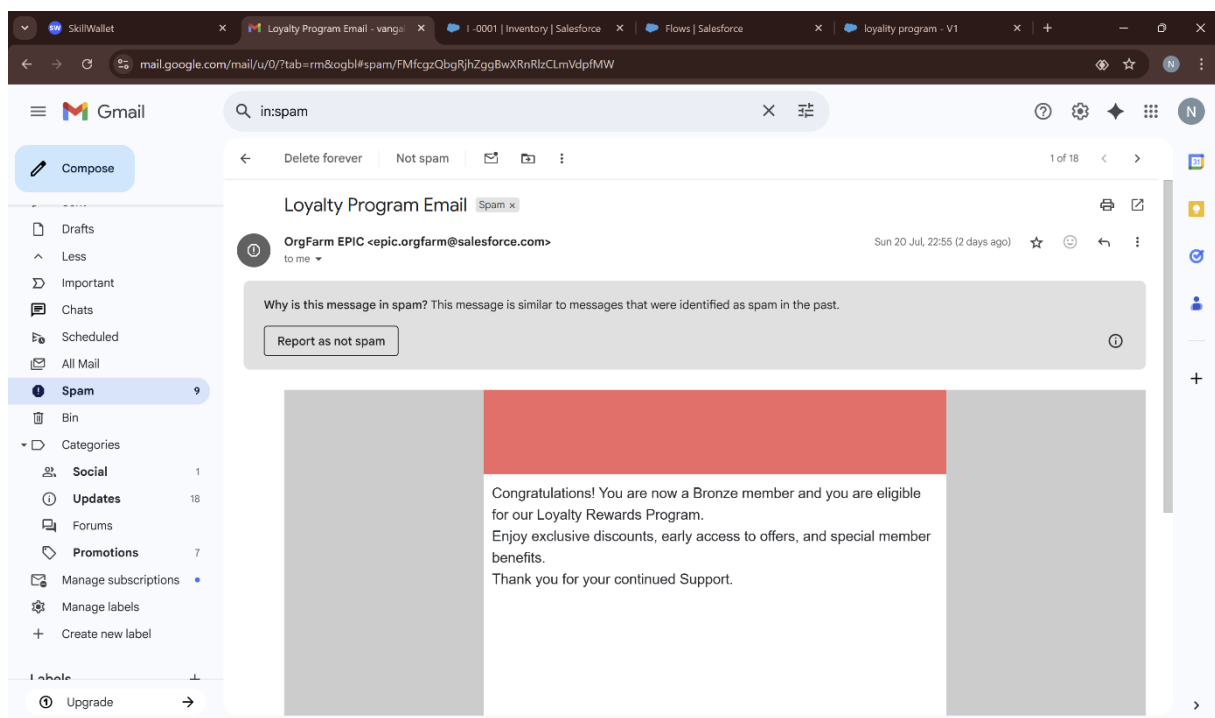 SkillWallet
Loyalty Program Email - vanga
I -0001 | Inventory | Salesforce
Flows | Salesforce
loyality program - V1
mail.google.com/mail/u/0/?tab=rm&ogbl#spam/FMfcgzQbgRjhZggBwXRnRlzCLmVdpfMW
N
Gmail
in:spam
N
Compose
Delete forever
Not spam
1 of 18
31
Drafts
Less
Important
Chats
Scheduled
All Mail
Spam 9
Bin
Categories
Social 1
Updates 18
Forums
Promotions 7
Manage subscriptions
Manage labels
Create new label
Labels
Upgrade
Loyalty Program Email Spam x
OrgFarm EPIC <epic.orgfarm@salesforce.com>
Sun 20 Jul, 22:55 (2 days ago)
to me
Why is this message in spam? This message is similar to messages that were identified as spam in the past.
Report as not spam
Congratulations! You are now a Bronze member and you are eligible
for our Loyalty Rewards Program.
Enjoy exclusive discounts, early access to offers, and special member
benefits.
Thank you for your continued Support.